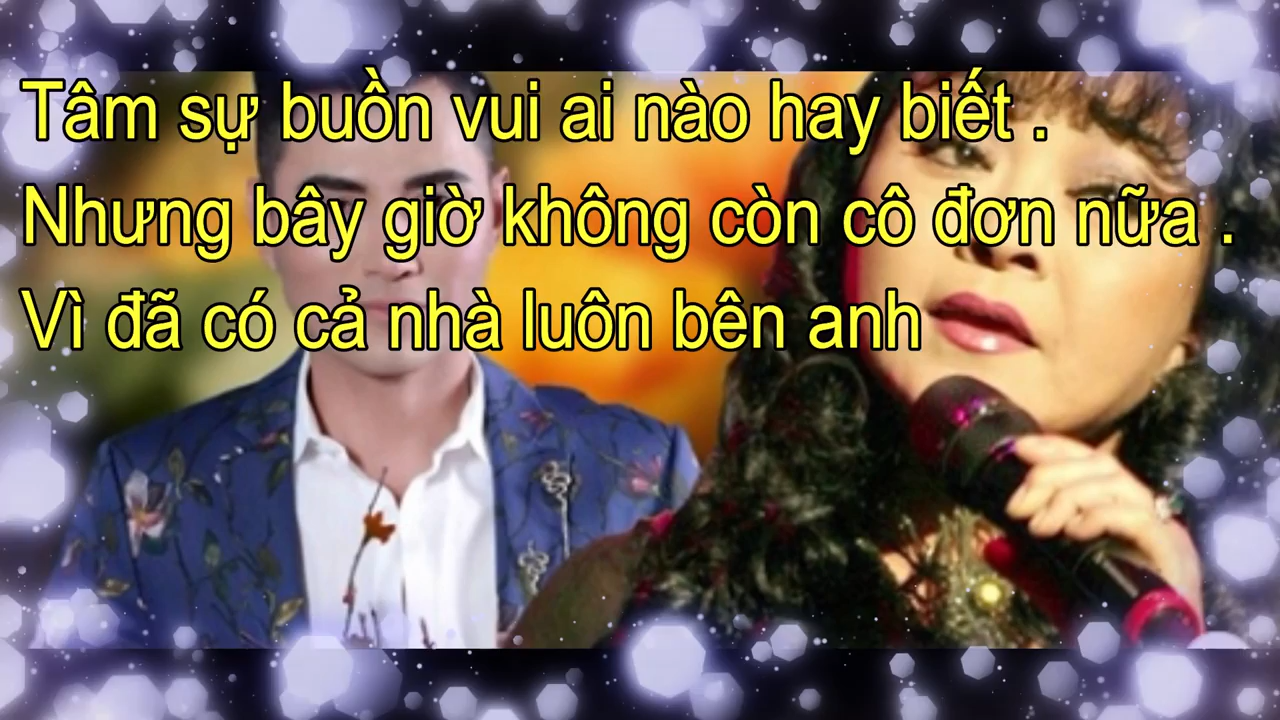 Tâm sự buồn vui ai nào hay biết .
Nhưng bây giờ không còn cô đơn nữa .
Vì đã có cả nhà luôn bên anh